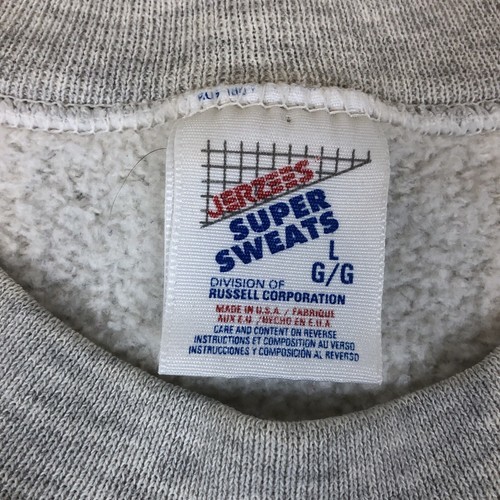 JERZEES
SUPER
SWEATS
L
G/G
DIVISION OF
RUSSELL CORPORATION
MADE IN U.S.A. / FABRIQUE
AUX E.U. / HECHO EN E.U.A.
CARE AND CONTENT ON REVERSE
INSTRUCTIONS ET COMPOSITION AU VERSO
INSTRUCCIONES Y COMPOSICIÓN AL REVERSO